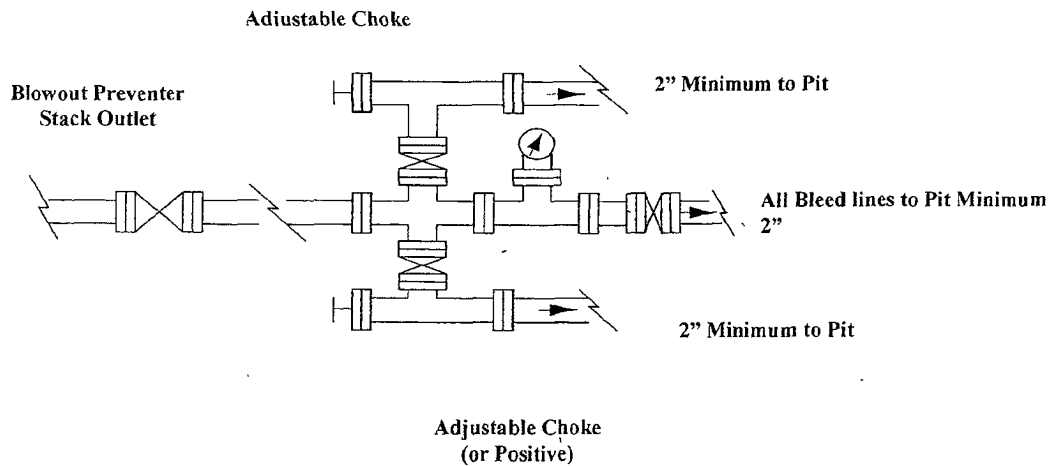 Adiustable Choke
Blowout Preventer
Stack Outlet
2” Minimum to Pit
All Bleed lines to Pit Minimum
2”
2” Minimum to Pit
Adjustable Choke
(or Positive)